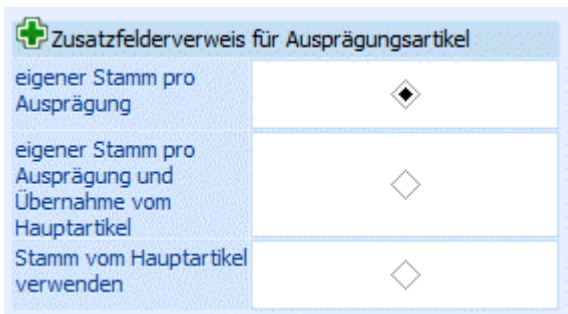 Zusatzfelderverweis für Ausprägungsartikel
eigener Stamm pro
Ausprägung
eigener Stamm pro
Ausprägung und
Übernahme vom
Hauptartikel
Stamm vom Hauptartikel
verwenden